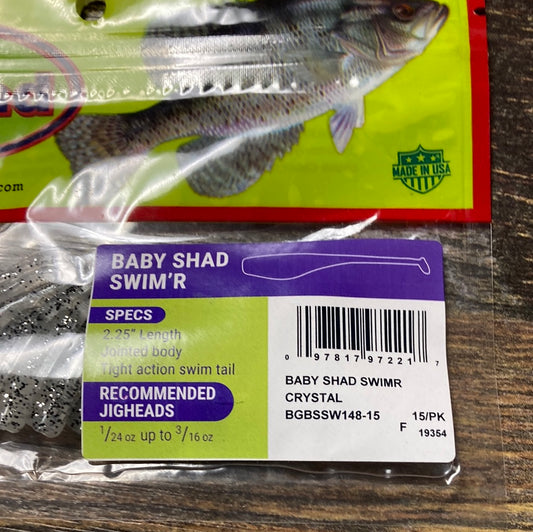 .com
MADE IN USA
BABY SHAD
SWIM'R
SPECS
2.25" Length
Jointed body
Tight action swim tail
RECOMMENDED
JIGHEADS
1/24 oz up to 3/16 oz
0 97817 97221 7
BABY SHAD SWIMR
CRYSTAL
BGBSSW148-15 15/PK
F 19354